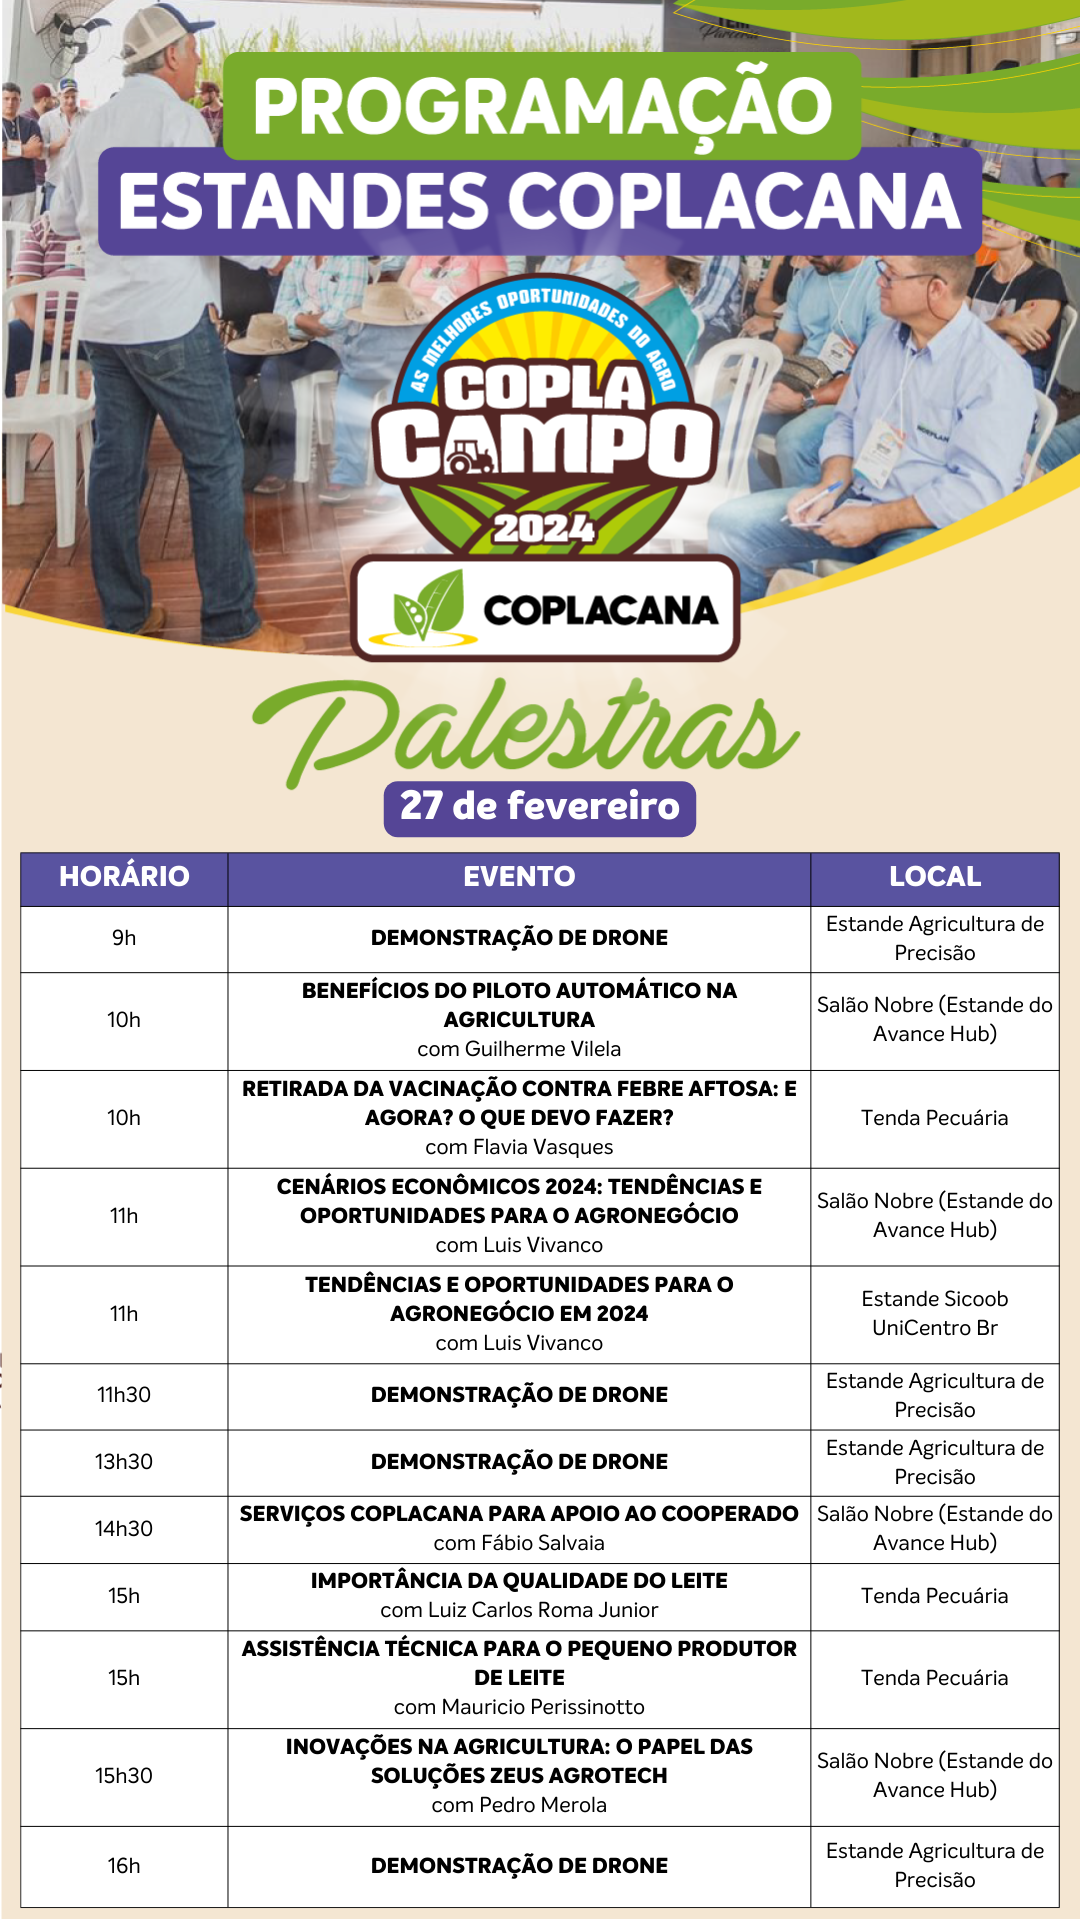 TEM
Parceria
PROGRAMAÇÃO
ESTANDES COPLACANA
AS MELHORES OPORTUNIDADES DO AGRO
COPLA
CAMPO
2024
COPLACANA
Palestras
27 de fevereiro
HORÁRIO EVENTO LOCAL
9h
DEMONSTRAÇÃO DE DRONE
Estande Agricultura de
Precisão
10h
BENEFÍCIOS DO PILOTO AUTOMÁTICO NA
AGRICULTURA
com Guilherme Vilela
Salão Nobre (Estande do
Avance Hub)
10h
RETIRADA DA VACINAÇÃO CONTRA FEBRE AFTOSA: E
AGORA? O QUE DEVO FAZER?
com Flavia Vasques
Tenda Pecuária
11h
CENÁRIOS ECONÔMICOS 2024: TENDÊNCIAS E
OPORTUNIDADES PARA O AGRONEGÓCIO
com Luis Vivanco
Salão Nobre (Estande do
Avance Hub)
11h
TENDÊNCIAS E OPORTUNIDADES PARA O
AGRONEGÓCIO EM 2024
com Luis Vivanco
Estande Sicoob
UniCentro Br
11h30
DEMONSTRAÇÃO DE DRONE
Estande Agricultura de
Precisão
13h30
DEMONSTRAÇÃO DE DRONE
Estande Agricultura de
Precisão
14h30
SERVIÇOS COPLACANA PARA APOIO AO COOPERADO
com Fábio Salvaia
Salão Nobre (Estande do
Avance Hub)
15h
IMPORTÂNCIA DA QUALIDADE DO LEITE
com Luiz Carlos Roma Junior
Tenda Pecuária
15h
ASSISTÊNCIA TÉCNICA PARA O PEQUENO PRODUTOR
DE LEITE
com Mauricio Perissinotto
Tenda Pecuária
15h30
INOVAÇÕES NA AGRICULTURA: O PAPEL DAS
SOLUÇÕES ZEUS AGROTECH
com Pedro Merola
Salão Nobre (Estande do
Avance Hub)
16h
DEMONSTRAÇÃO DE DRONE
Estande Agricultura de
Precisão